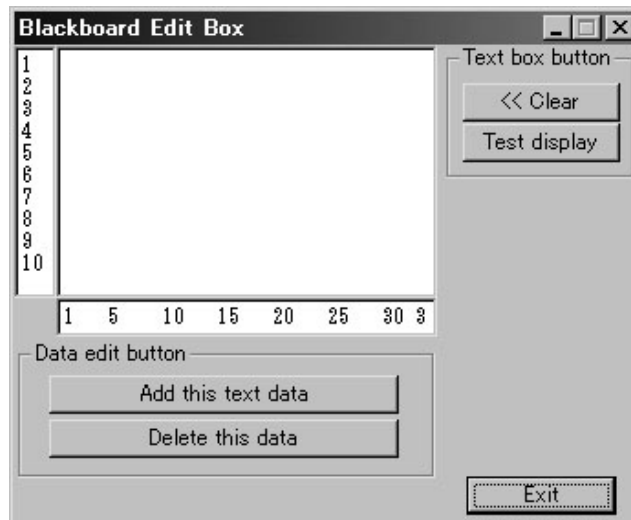 Blackboard Edit Box
1
2
3
4
5
6
7
8
9
10
1 5 10 15 20 25 30 3
Text box button
<< Clear
Test display
Data edit button
Add this text data
Delete this data
Exit